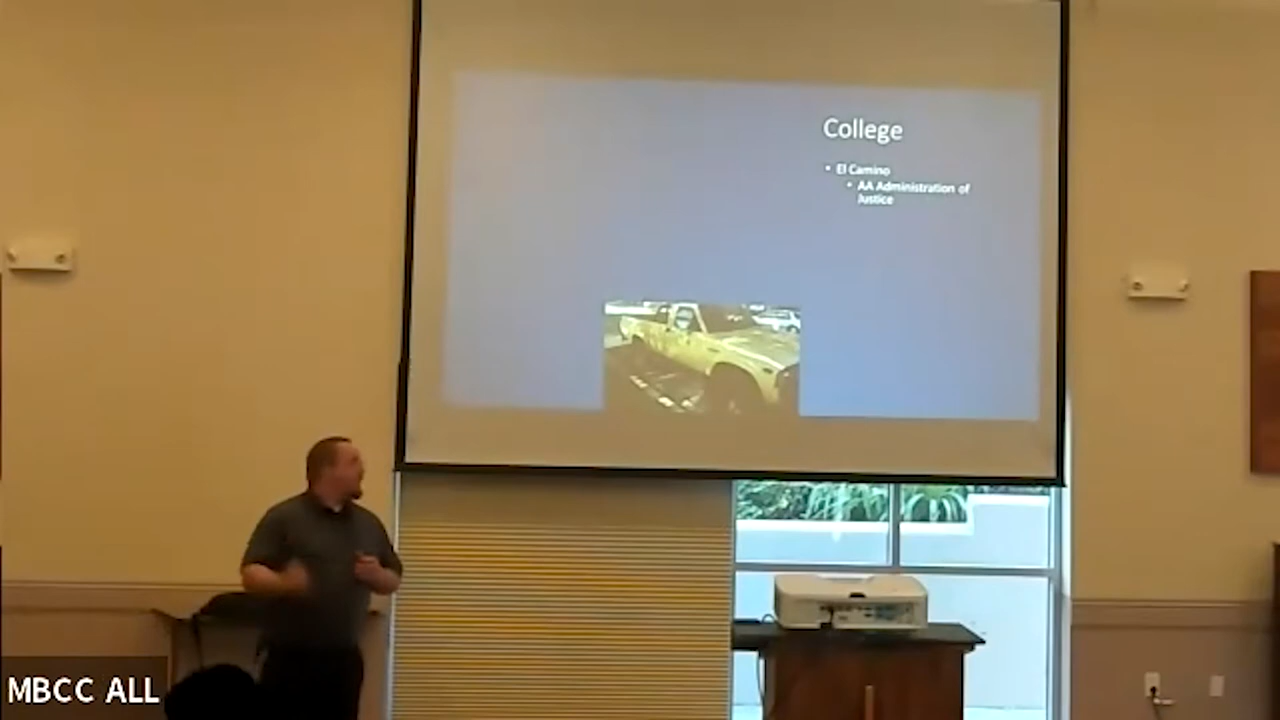 College
• El Camino
• AA Administration of
Justice
MBCC ALL